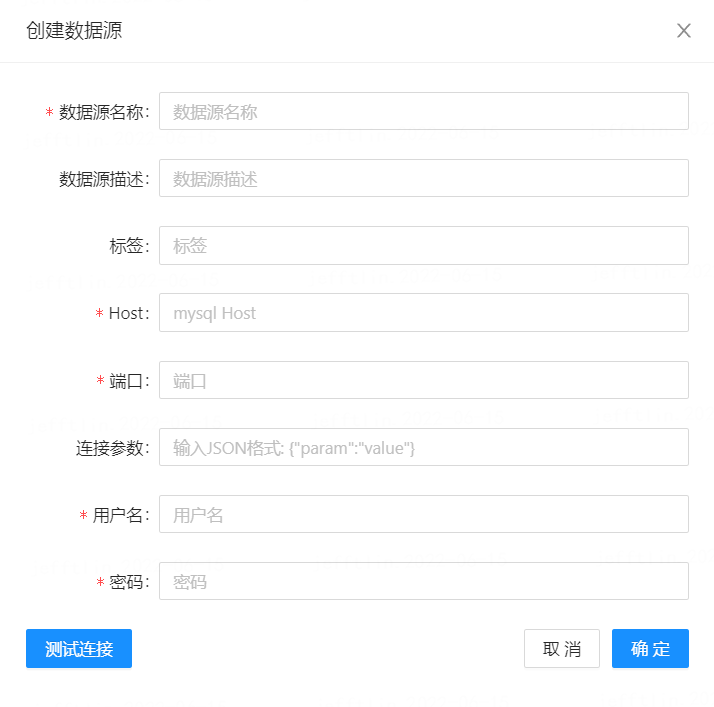 创建数据源
* 数据源名称: 数据源名称
数据源描述: 数据源描述
标签: 标签
* Host: mysql Host
* 端口: 端口
连接参数: 输入JSON格式: {"param":"value"}
* 用户名: 用户名
* 密码: 密码
测试连接 取 消 确 定